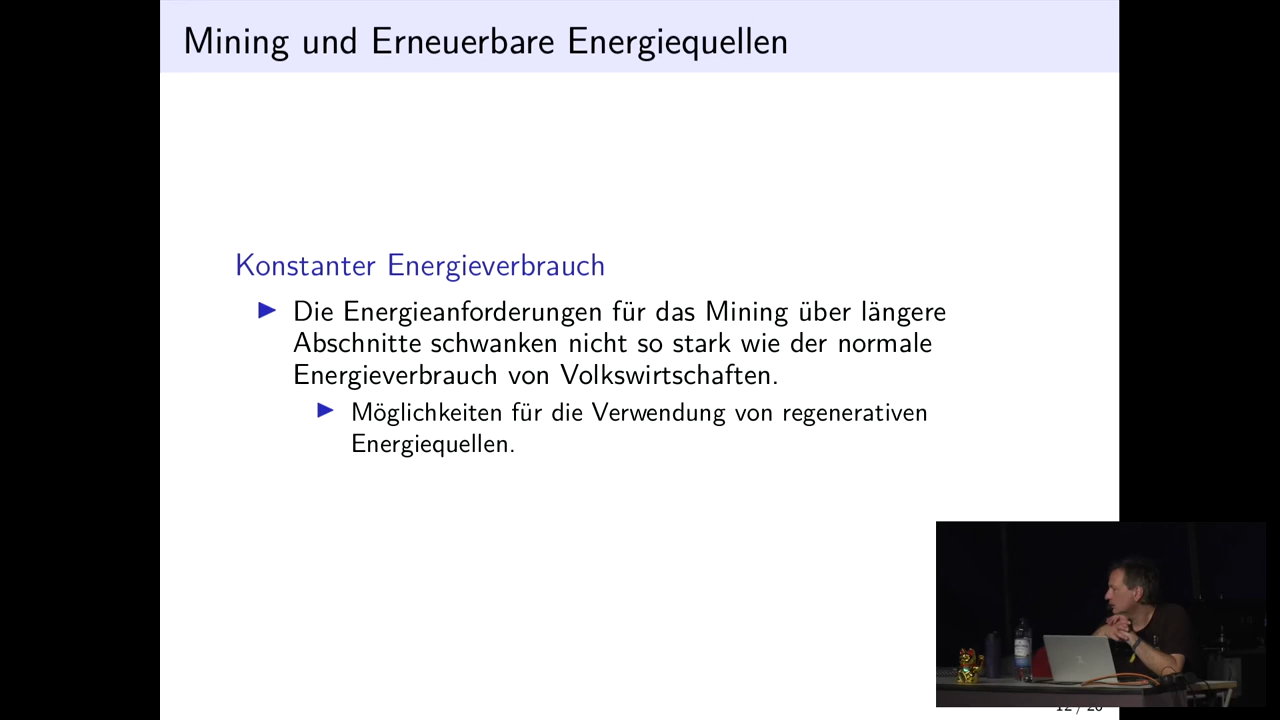 Mining und Erneuerbare Energiequellen
Konstanter Energieverbrauch
Die Energieanforderungen für das Mining über längere
Abschnitte schwanken nicht so stark wie der normale
Energieverbrauch von Volkswirtschaften.
Möglichkeiten für die Verwendung von regenerativen
Energiequellen.